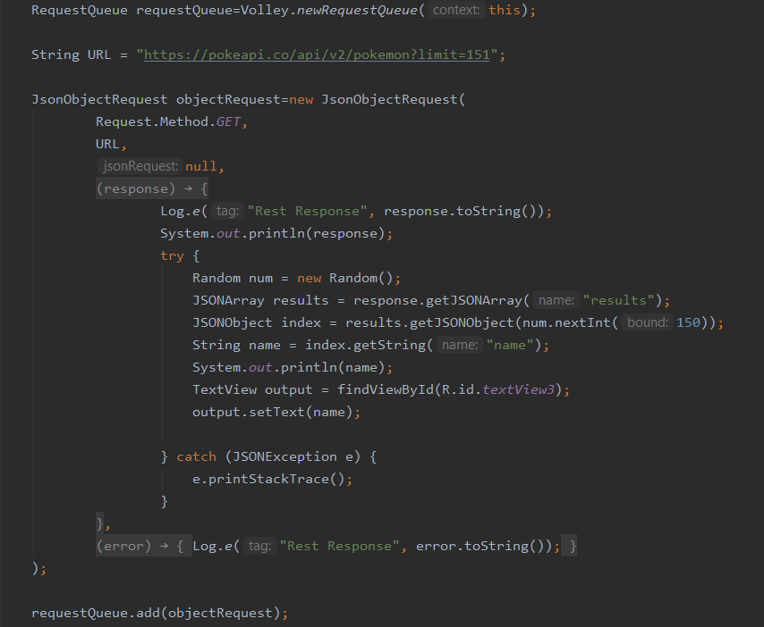 RequestQueue requestQueue=Volley.newRequestQueue( context: this);
String URL = "https://pokeapi.co/api/v2/pokemon?limit=151";
JsonObjectRequest objectRequest=new JsonObjectRequest(
Request.Method.GET,
URL,
jsonRequest: null,
(response) → {
Log.e( tag: "Rest Response", response.toString());
System.out.println(response);
try {
Random num = new Random();
JSONArray results = response.getJSONArray( name: "results");
JSONObject index = results.getJSONObject(num.nextInt( bound: 150));
String name = index.getString( name: "name");
System.out.println(name);
TextView output = findViewById(R.id.textView3);
output.setText(name);
} catch (JSONException e) {
e.printStackTrace();
}
},
(error) → { Log.e( tag: "Rest Response", error.toString()); }
);
requestQueue.add(objectRequest);